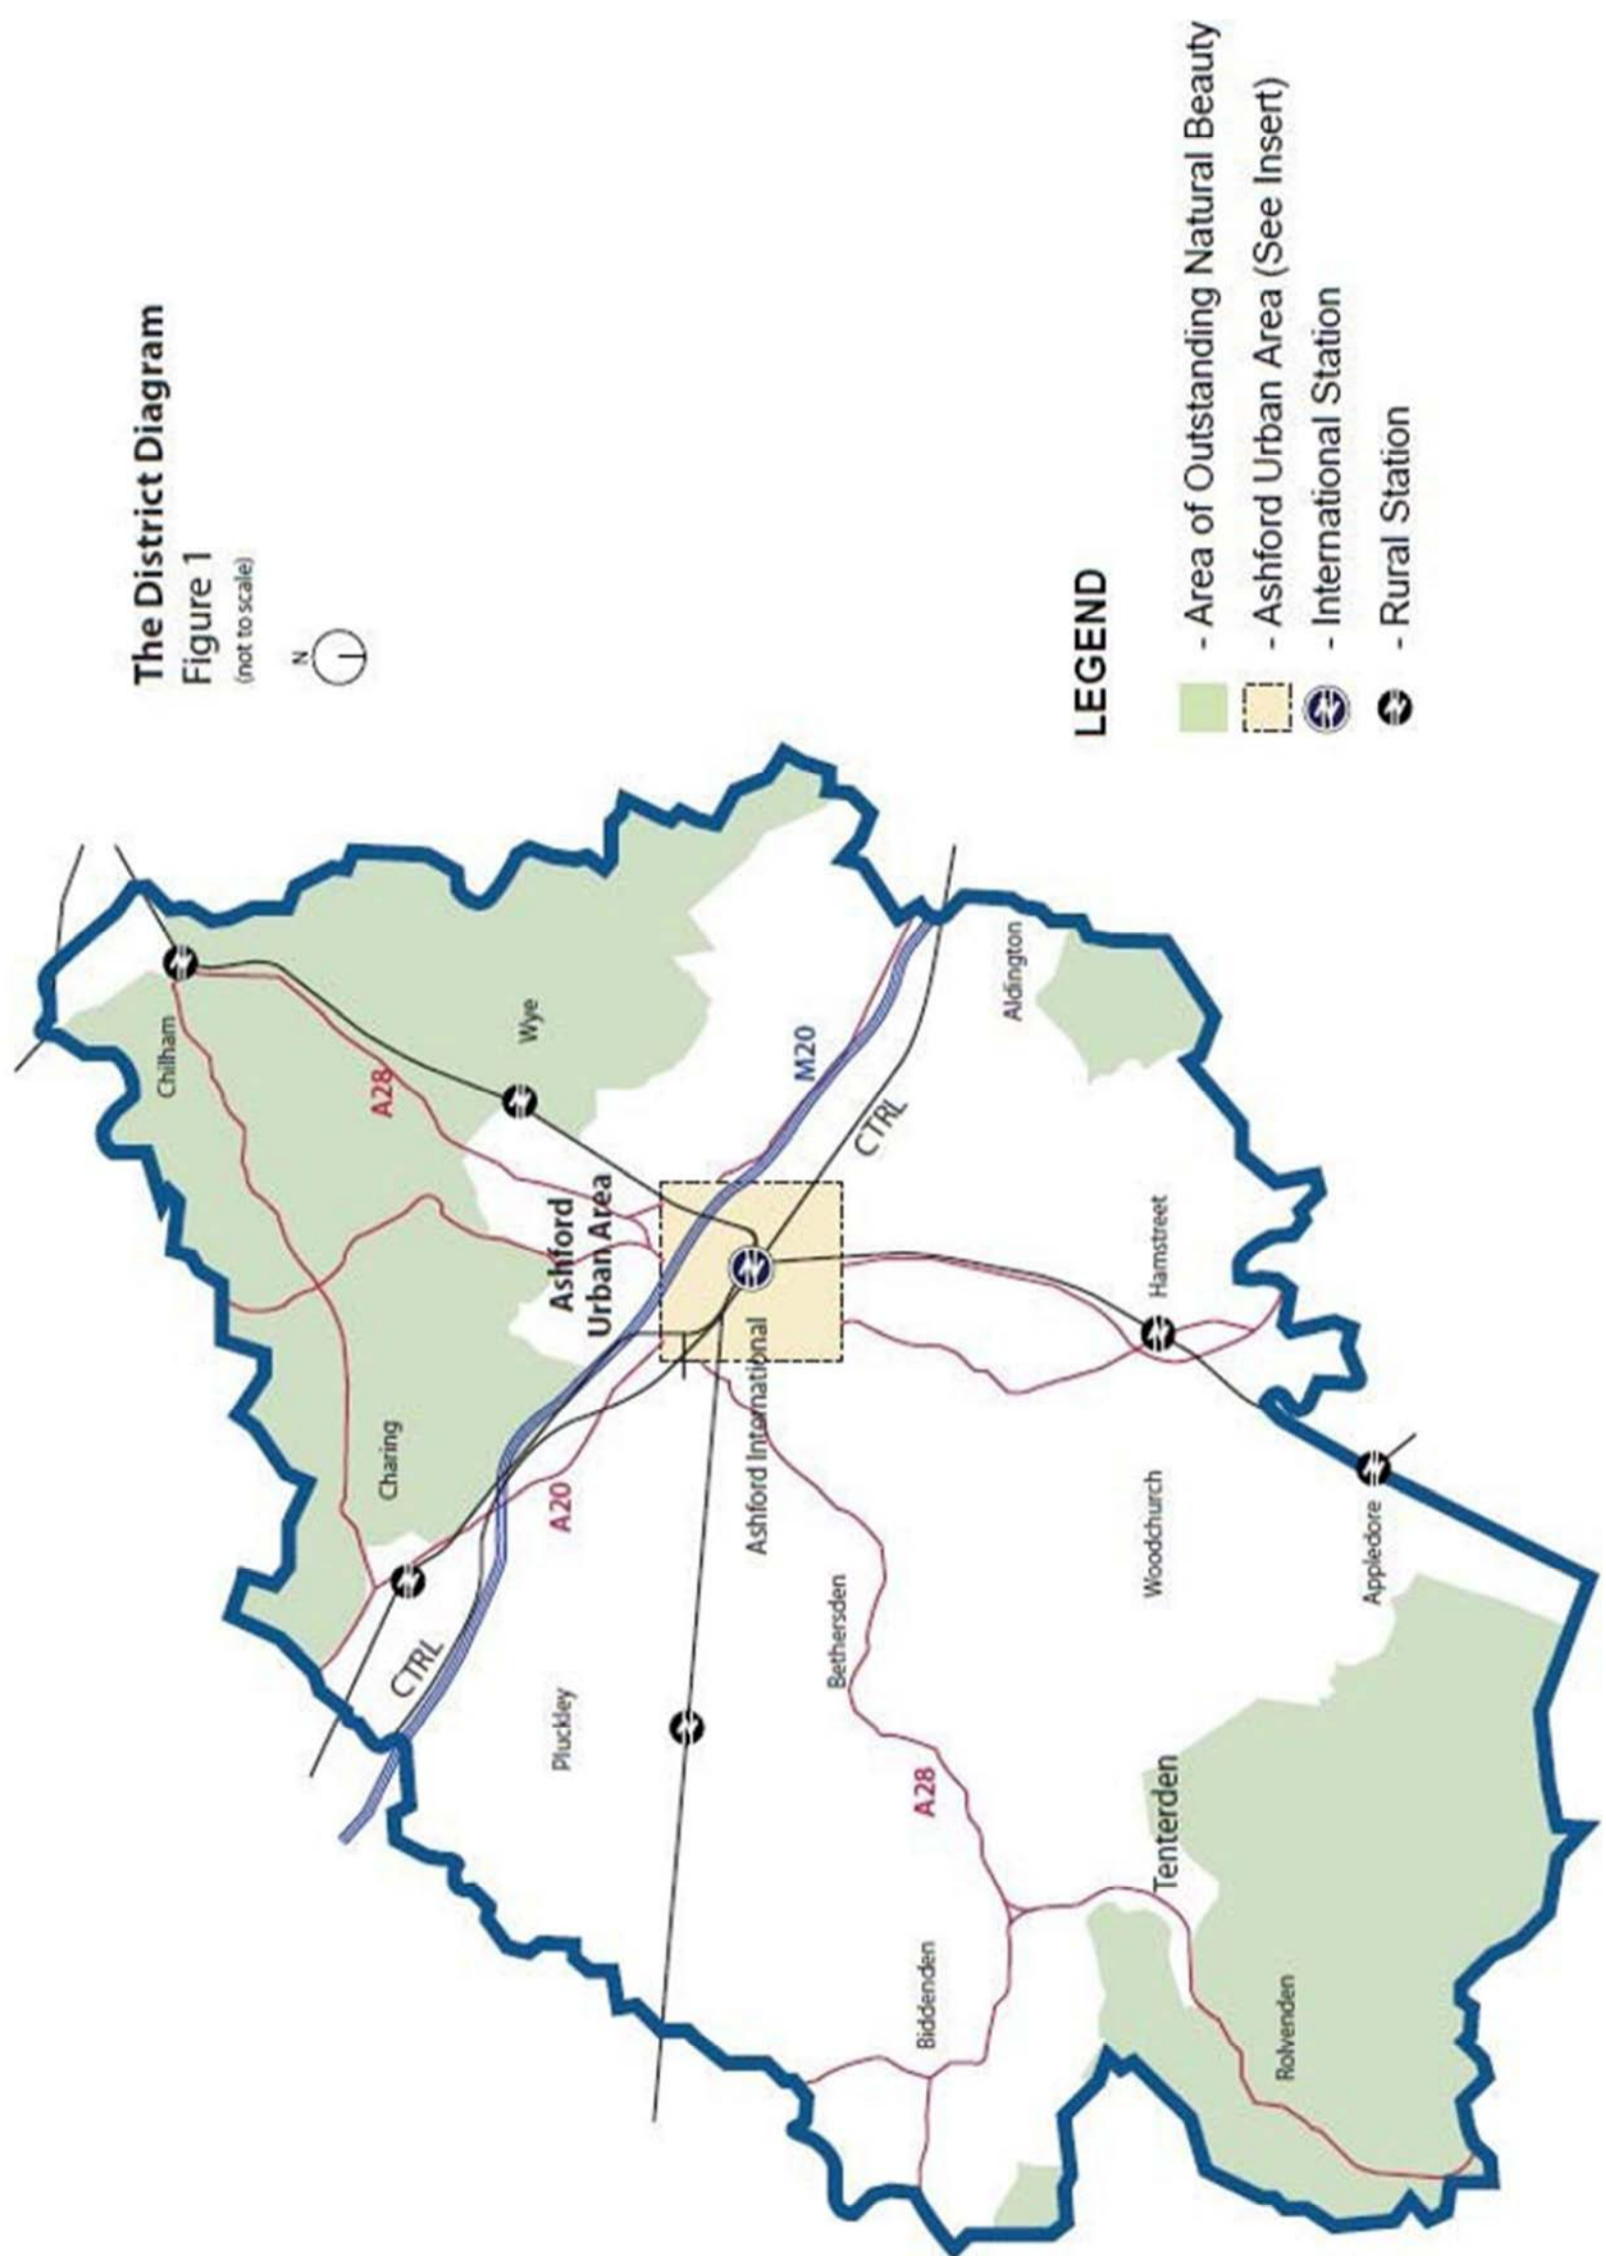 The District Diagram
Figure 1
(not to scale)
N
Chilham
A28
Wye
Charing
Ashford
Urban Area
M20
CTRL
A20
CTRL
Aldington
Pluckley
Ashford International
Bethersden
Hamstreet
A28
Woodchurch
Biddenden
Tenterden
Appledore
Rolvenden
LEGEND
- Area of Outstanding Natural Beauty
- Ashford Urban Area (See Insert)
- International Station
- Rural Station